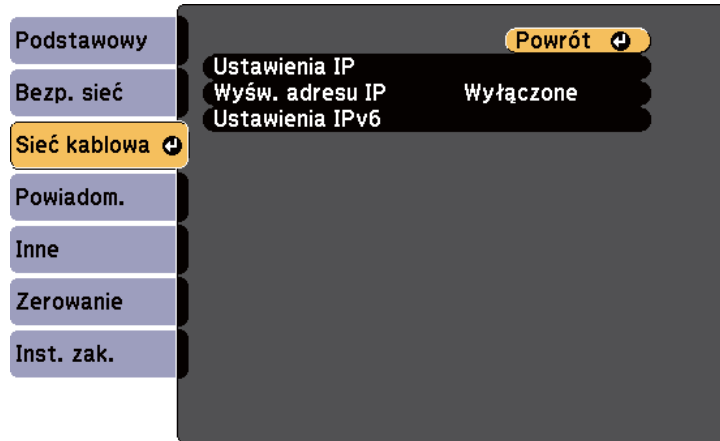 Podstawowy
Bezp. sieć
Sieć kablowa
Powiadom.
Inne
Zerowanie
Inst. zak.
Powrót
Ustawienia IP
Wyśw. adresu IP Wyłączone
Ustawienia IPv6